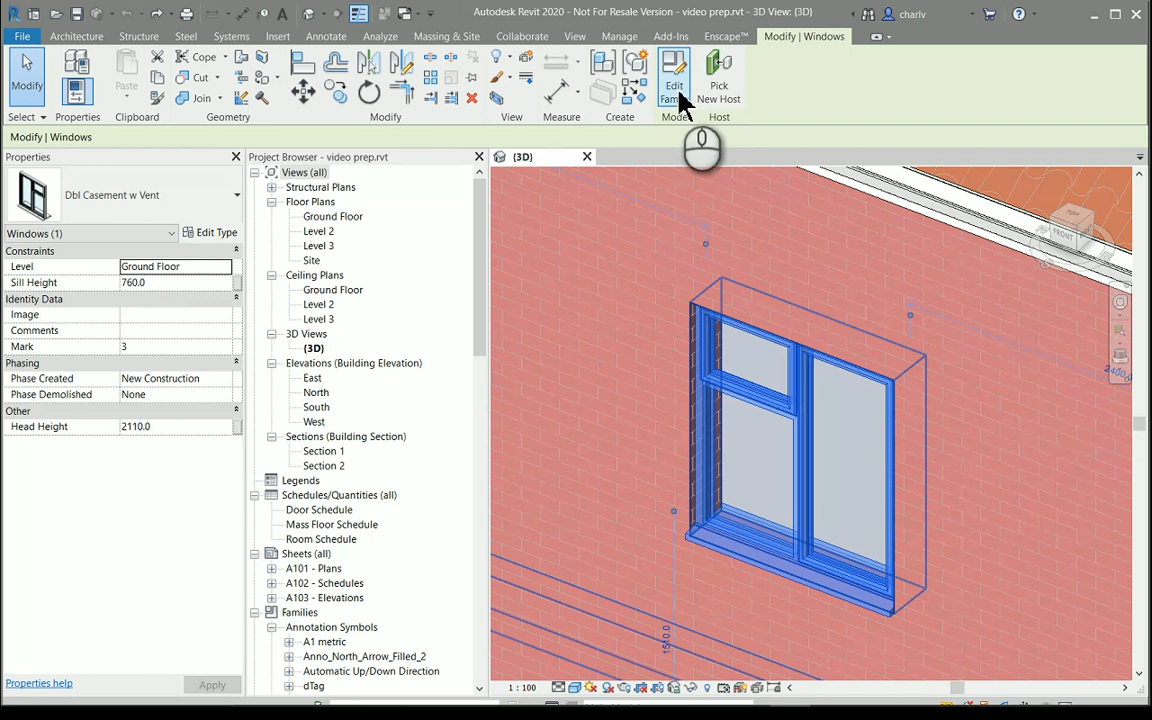 Autodesk Revit 2020 - Not For Resale Version - video prep.rvt - 3D View: {3D}
charlv
File
Architecture
Structure
Steel
Systems
Insert
Annotate
Analyze
Massing & Site
Collaborate
View
Manage
Add-Ins
Enscape™
Modify | Windows
Modify
Paste
Cope
Cut
Join
Edit
Pick
New Host
Select
Properties
Clipboard
Geometry
Modify
View
Measure
Create
Host
Modify | Windows
Properties
Dbl Casement w Vent
Windows (1)
Edit Type
Constraints
Level Ground Floor
Sill Height 760.0
Identity Data
Image
Comments
Mark 3
Phasing
Phase Created New Construction
Phase Demolished None
Other
Head Height 2110.0
Properties help
Apply
Project Browser - video prep.rvt
Views (all)
Structural Plans
Floor Plans
Ground Floor
Level 2
Level 3
Site
Ceiling Plans
Ground Floor
Level 2
Level 3
3D Views
{3D}
Elevations (Building Elevation)
East
North
South
West
Sections (Building Section)
Section 1
Section 2
Legends
Schedules/Quantities (all)
Door Schedule
Mass Floor Schedule
Room Schedule
Sheets (all)
A101 - Plans
A102 - Schedules
A103 - Elevations
Families
Annotation Symbols
A1 metric
Anno_North_Arrow_Filled_2
Automatic Up/Down Direction
dTag
{3D}
TOP
FRONT
2400.0
1510.0
1 : 100